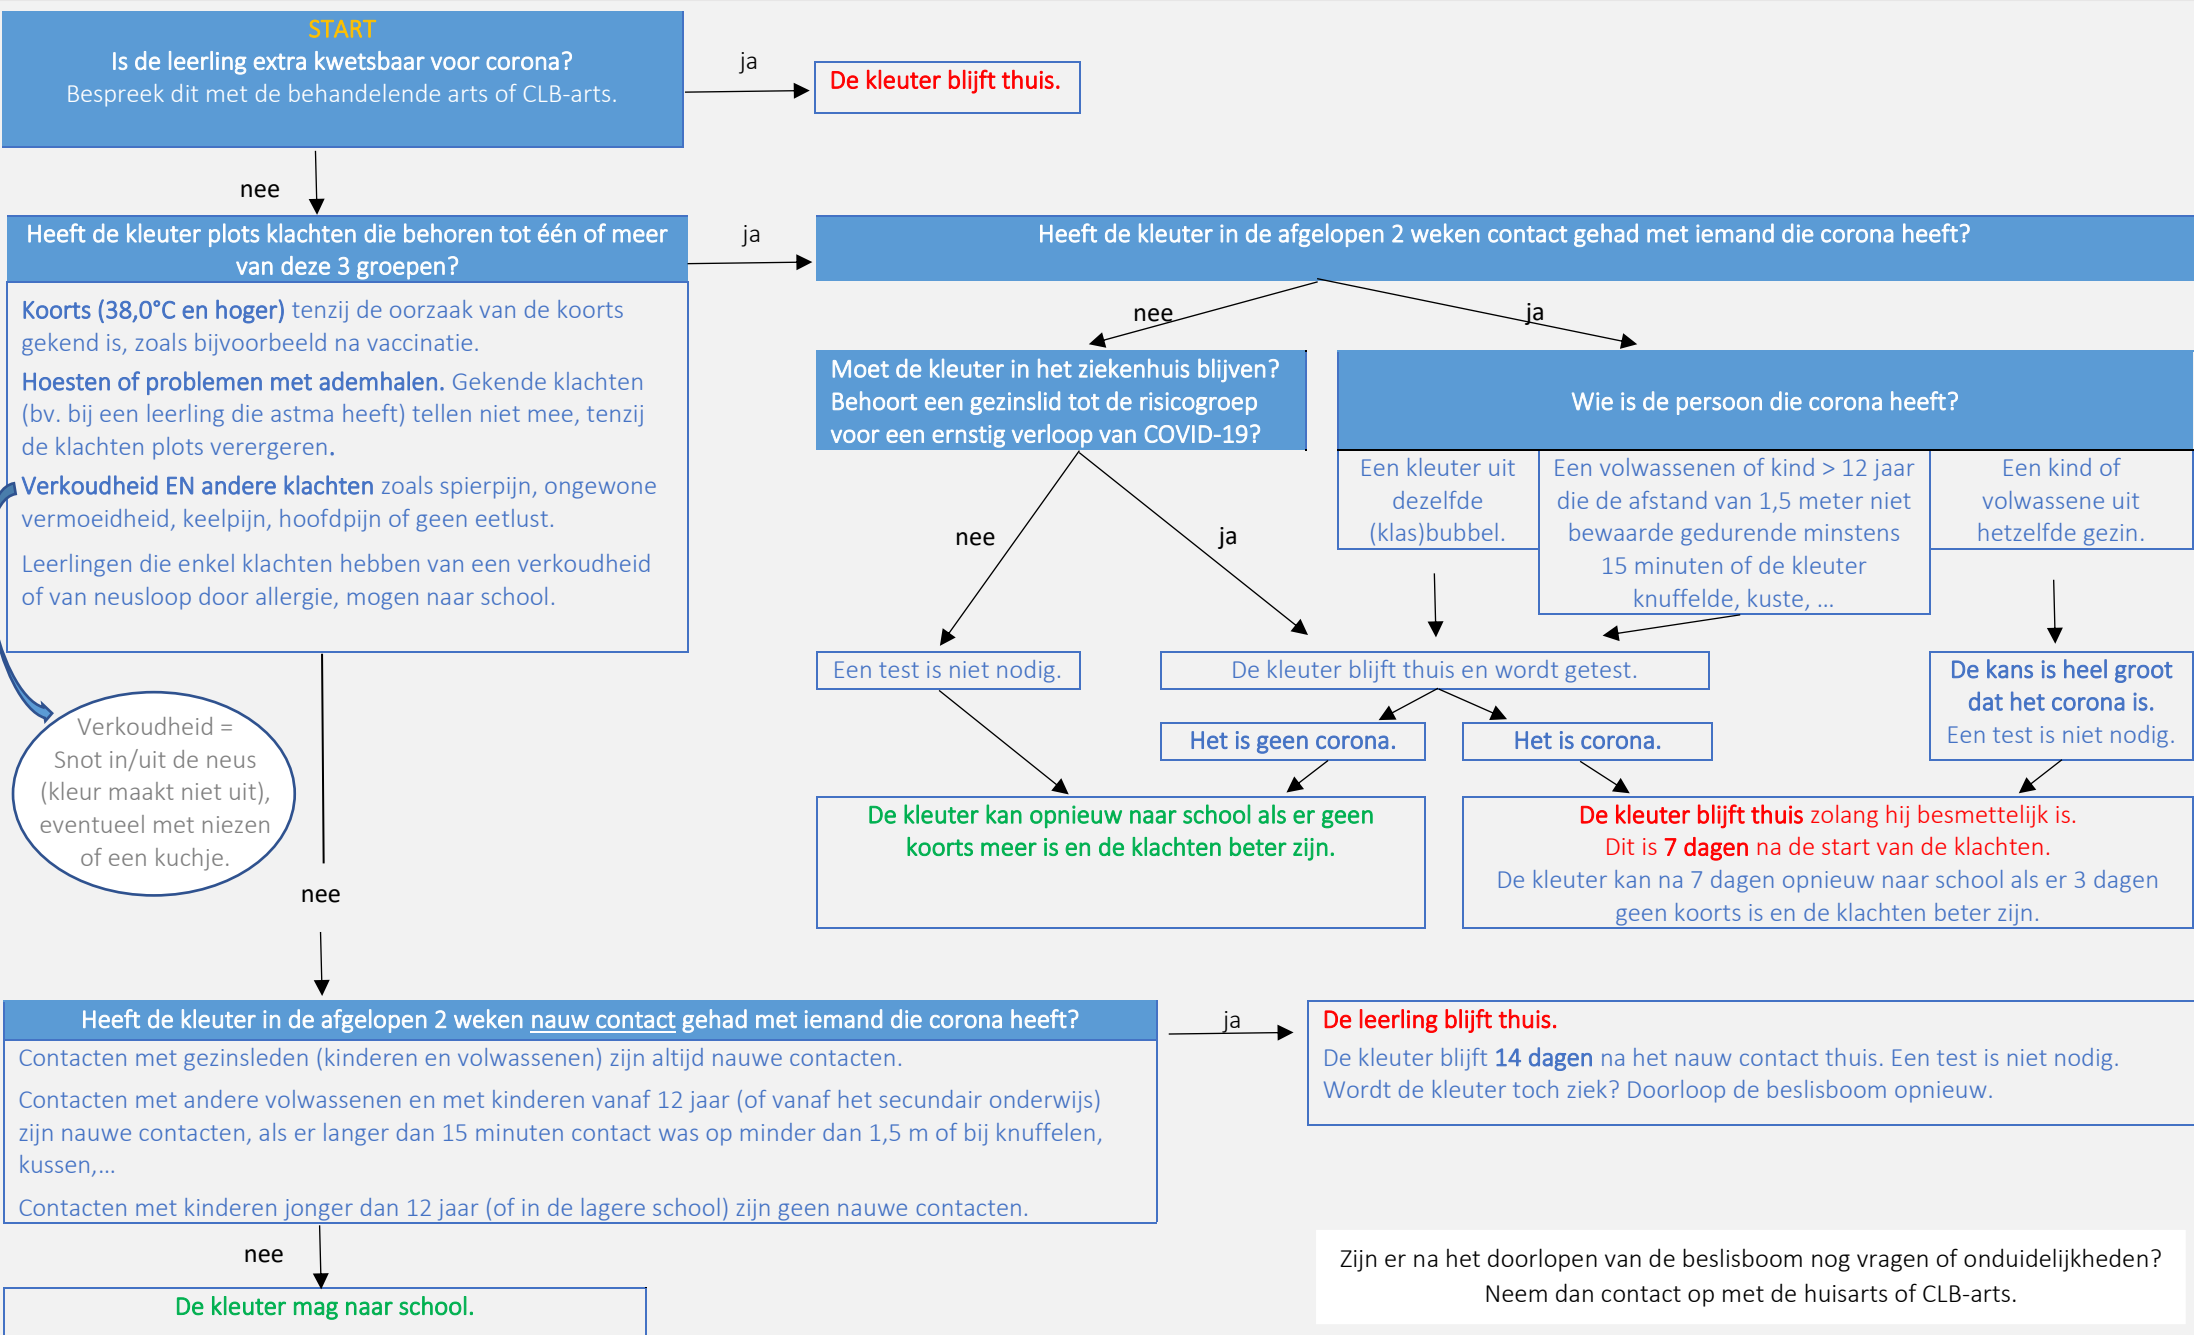 START
Is de leerling extra kwetsbaar voor corona?
Bespreek dit met de behandelende arts of CLB-arts.
ja
De kleuter blijft thuis.
nee
Heeft de kleuter plots klachten die behoren tot één of meer
van deze 3 groepen?
ja
Koorts (38,0°C en hoger) tenzij de oorzaak van de koorts
gekend is, zoals bijvoorbeeld na vaccinatie.
Hoesten of problemen met ademhalen. Gekende klachten
(bv. bij een leerling die astma heeft) tellen niet mee, tenzij
de klachten plots verergeren.
Verkoudheid EN andere klachten zoals spierpijn, ongewone
vermoeidheid, keelpijn, hoofdpijn of geen eetlust.
Leerlingen die enkel klachten hebben van een verkoudheid
of van neusloop door allergie, mogen naar school.
Verkoudheid =
Snot in/uit de neus
(kleur maakt niet uit),
eventueel met niezen
of een kuchje.
nee
Heeft de kleuter in de afgelopen 2 weken contact gehad met iemand die corona heeft?
nee
ja
Moet de kleuter in het ziekenhuis blijven?
Behoort een gezinslid tot de risicogroep
voor een ernstig verloop van COVID-19?
Wie is de persoon die corona heeft?
Een kleuter uit
dezelfde
(klas)bubbel.
Een volwassenen of kind > 12 jaar
die de afstand van 1,5 meter niet
bewaarde gedurende minstens
15 minuten of de kleuter
knuffelde, kuste, ...
Een kind of
volwassene uit
hetzelfde gezin.
nee
ja
Een test is niet nodig.
De kleuter blijft thuis en wordt getest.
De kans is heel groot
dat het corona is.
Een test is niet nodig.
Het is geen corona.
Het is corona.
De kleuter kan opnieuw naar school als er geen
koorts meer is en de klachten beter zijn.
De kleuter blijft thuis zolang hij besmettelijk is.
Dit is 7 dagen na de start van de klachten.
De kleuter kan na 7 dagen opnieuw naar school als er 3 dagen
geen koorts is en de klachten beter zijn.
Heeft de kleuter in de afgelopen 2 weken nauw contact gehad met iemand die corona heeft?
Contacten met gezinsleden (kinderen en volwassenen) zijn altijd nauwe contacten.
Contacten met andere volwassenen en met kinderen vanaf 12 jaar (of vanaf het secundair onderwijs)
zijn nauwe contacten, als er langer dan 15 minuten contact was op minder dan 1,5 m of bij knuffelen,
kussen,...
Contacten met kinderen jonger dan 12 jaar (of in de lagere school) zijn geen nauwe contacten.
ja
De leerling blijft thuis.
De kleuter blijft 14 dagen na het nauw contact thuis. Een test is niet nodig.
Wordt de kleuter toch ziek? Doorloop de beslisboom opnieuw.
nee
De kleuter mag naar school.
Zijn er na het doorlopen van de beslisboom nog vragen of onduidelijkheden?
Neem dan contact op met de huisarts of CLB-arts.